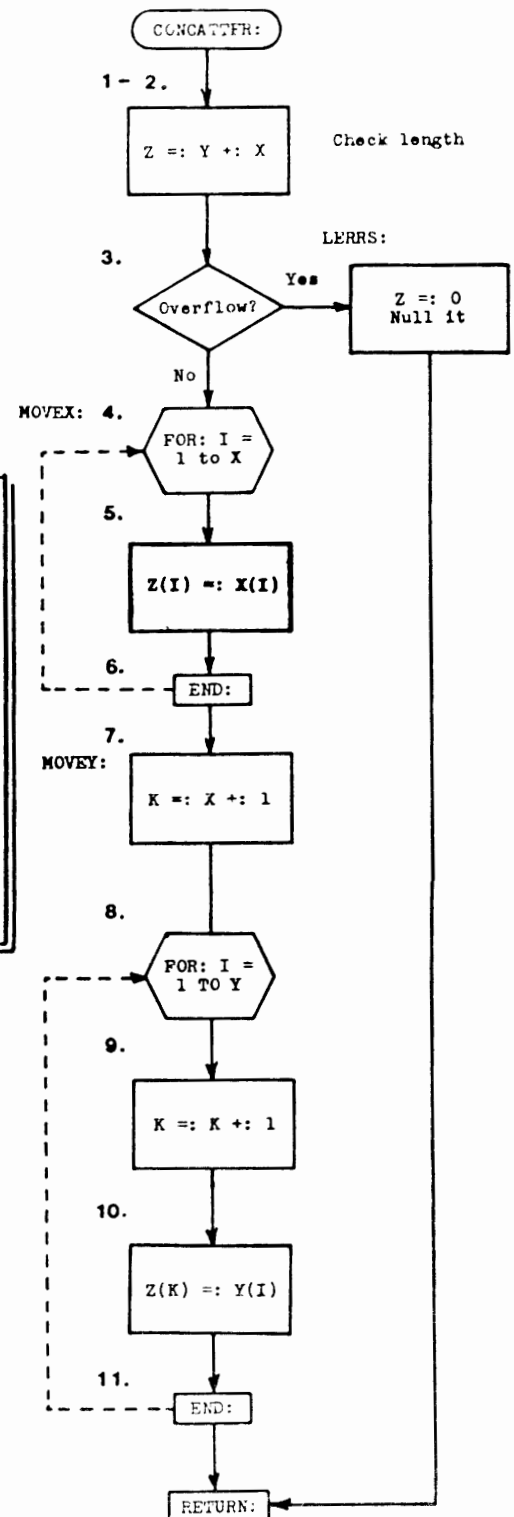 CONCATTER:
1 - 2.
Z =: Y +: X
Check length
LERRS:
3.
Overflow?
Yes
Z =: 0
Null it
No
MOVEX: 4.
FOR: I =
1 to X
5.
Z(I) =: X(I)
6.
END:
7.
MOVEY:
K =: X +: 1
8.
FOR: I =
1 TO Y
9.
K =: K +: 1
10.
Z(K) =: Y(I)
11.
END:
RETURN: